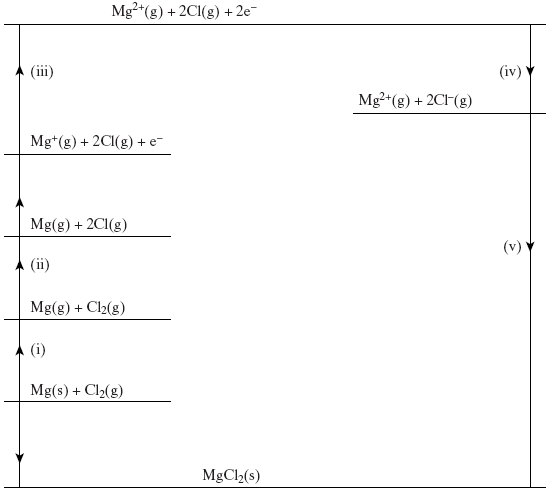 Mg²⁺(g) + 2Cl(g) + 2e⁻
(iii)
(iv)
Mg²⁺(g) + 2Cl⁻(g)
Mg⁺(g) + 2Cl(g) + e⁻
Mg(g) + 2Cl(g)
(v)
(ii)
Mg(g) + Cl₂(g)
(i)
Mg(s) + Cl₂(g)
MgCl₂(s)